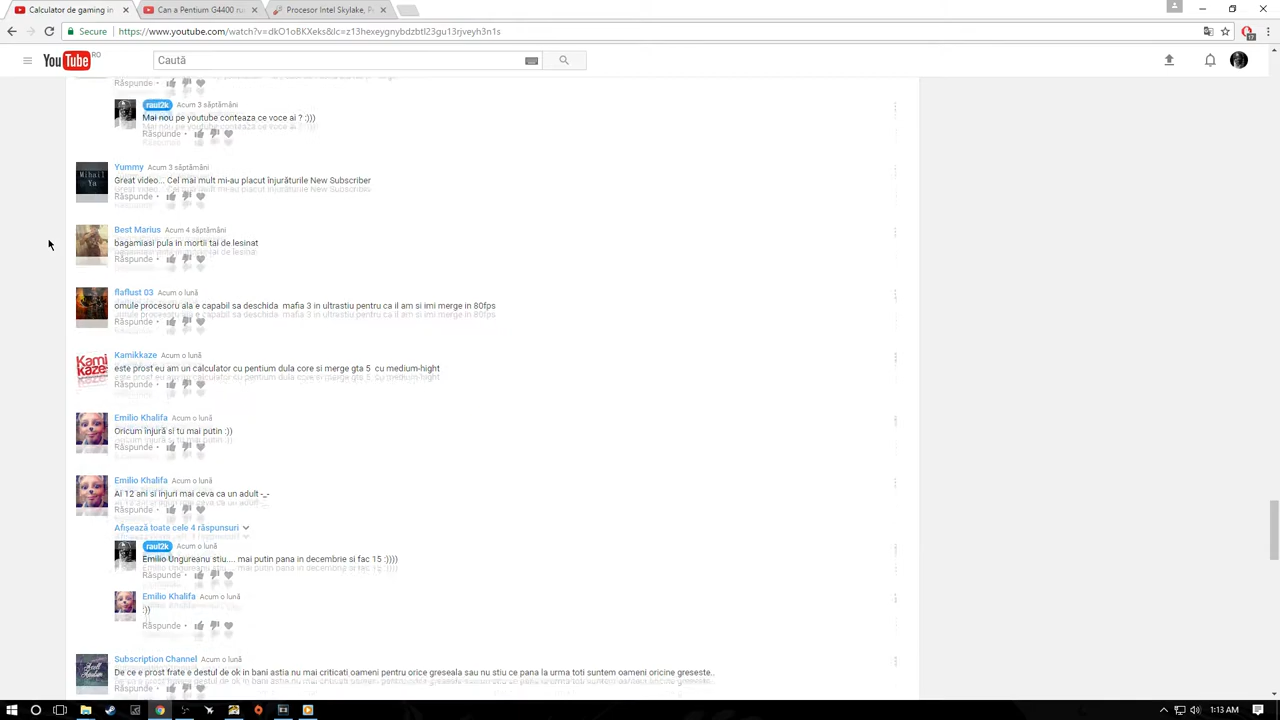 Calculator de gaming in
Can a Pentium G4400 ru
Procesor Intel Skylake, P
Secure https://www.youtube.com/watch?v=dkO1oBKXeks&lc=z13hexeygnybdzbtl23gu13rjveyh3n1s
YouTube RO
Caută
Răspunde
raul2k Acum 3 săptămâni
Mai nou pe youtube conteaza ce voce ai ? :)))
Răspunde
Yummy Acum 3 săptămâni
Mihail Ya
Great video... Cel mai mult mi-au placut înjurăturile New Subscriber
Răspunde
Best Marius Acum 4 săptămâni
bagamiasi pula in mortii tai de lesinat
Răspunde
flaflust 03 Acum o lună
omule procesoru ala e capabil sa deschida mafia 3 in ultrastiu pentru ca il am si imi merge in 80fps
Răspunde
Kamikkaze Acum o lună
Kami kaze
este prost eu am un calculator cu pentium dula core si merge gta 5 cu medium-hight
Răspunde
Emilio Khalifa Acum o lună
Oricum înjură si tu mai putin :))
Răspunde
Emilio Khalifa Acum o lună
Ai 12 ani si injuri mai ceva ca un adult -_-
Răspunde
Afișează toate cele 4 răspunsuri
raul2k Acum o lună
Emilio Ungureanu stiu.... mai putin pana in decembrie si fac 15 :))))
Răspunde
Emilio Khalifa Acum o lună
:))
Răspunde
Subscription Channel Acum o lună
De ce e prost frate e destul de ok in bani astia nu mai criticati oameni pentru orice greseala sau nu stiu ce pana la urma toti suntem oameni oricine greseste..
Răspunde
1:13 AM